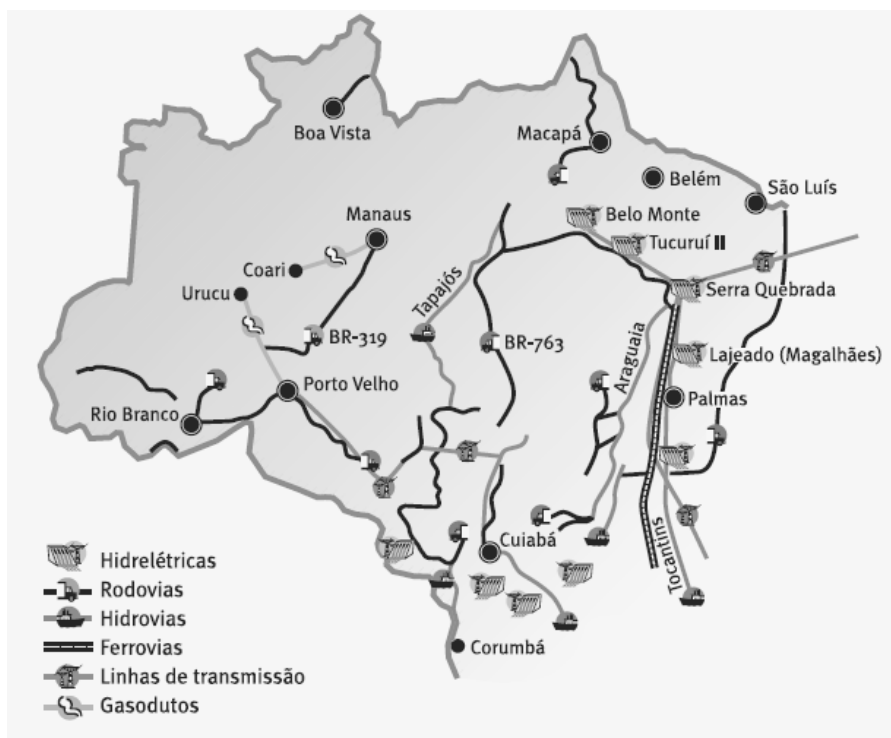 Boa Vista
Macapá
Belém
São Luís
Manaus
Belo Monte
Tucuruí II
Coari
Urucu
Serra Quebrada
Tapajós
BR-319
BR-763
Araguaia
Lajeado (Magalhães)
Porto Velho
Palmas
Rio Branco
Cuiabá
Tocantins
Corumbá
Hidrelétricas
Rodovias
Hidrovias
Ferrovias
Linhas de transmissão
Gasodutos